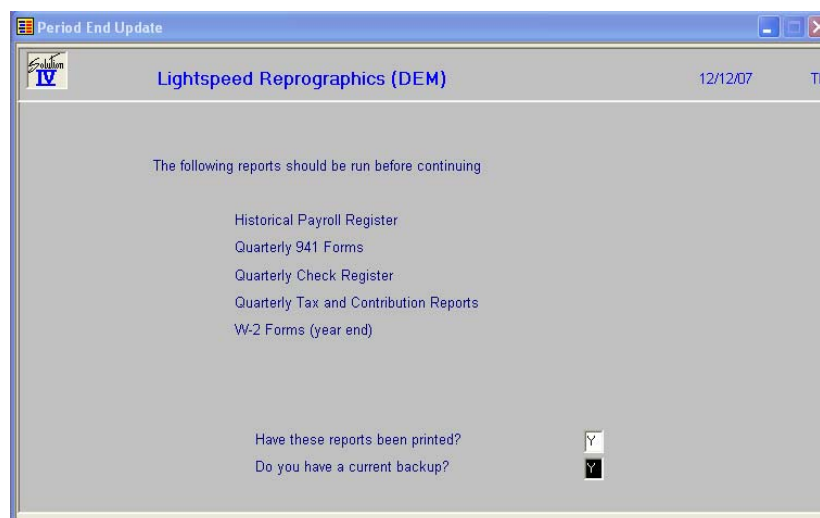 Period End Update
Solution
IV
Lightspeed Reprographics (DEM) 12/12/07
The following reports should be run before continuing
Historical Payroll Register
Quarterly 941 Forms
Quarterly Check Register
Quarterly Tax and Contribution Reports
W-2 Forms (year end)
Have these reports been printed? Y
Do you have a current backup? Y